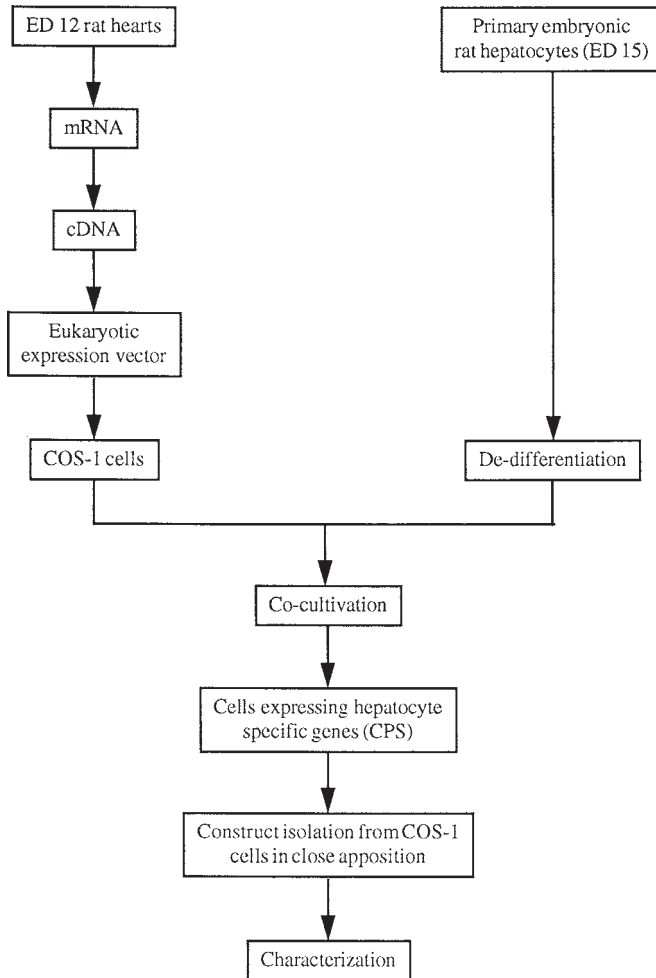 ED 12 rat hearts
Primary embryonic
rat hepatocytes (ED 15)
mRNA
cDNA
Eukaryotic
expression vector
COS-1 cells
De-differentiation
Co-cultivation
Cells expressing hepatocyte
specific genes (CPS)
Construct isolation from COS-1
cells in close apposition
Characterization